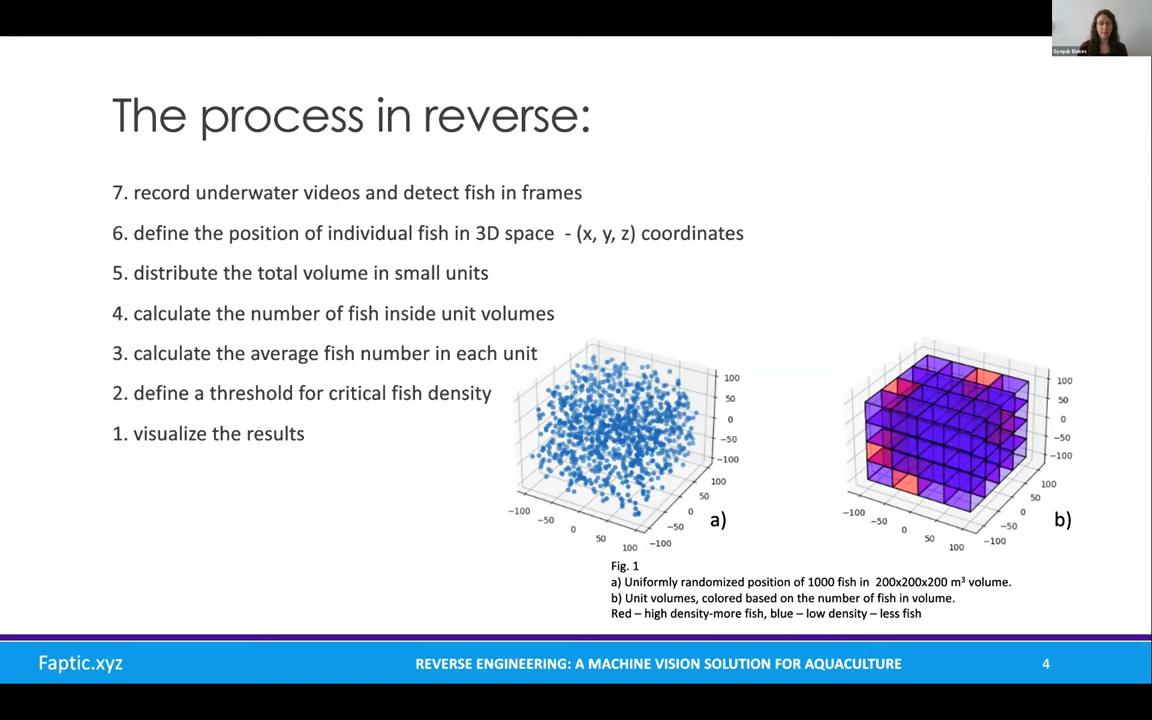 Gyopár Elekes
The process in reverse:
7. record underwater videos and detect fish in frames
6. define the position of individual fish in 3D space - (x, y, z) coordinates
5. distribute the total volume in small units
4. calculate the number of fish inside unit volumes
3. calculate the average fish number in each unit
2. define a threshold for critical fish density
1. visualize the results
100
50
0
−50
−100
100
50
0
−50
−100
−100
−50
0
50
100
a)
100
50
0
−50
−100
100
50
0
−50
−100
−100
−50
0
50
100
b)
Fig. 1
a) Uniformly randomized position of 1000 fish in 200x200x200 m³ volume.
b) Unit volumes, colored based on the number of fish in volume.
Red – high density-more fish, blue – low density – less fish
Faptic.xyz
REVERSE ENGINEERING: A MACHINE VISION SOLUTION FOR AQUACULTURE
4